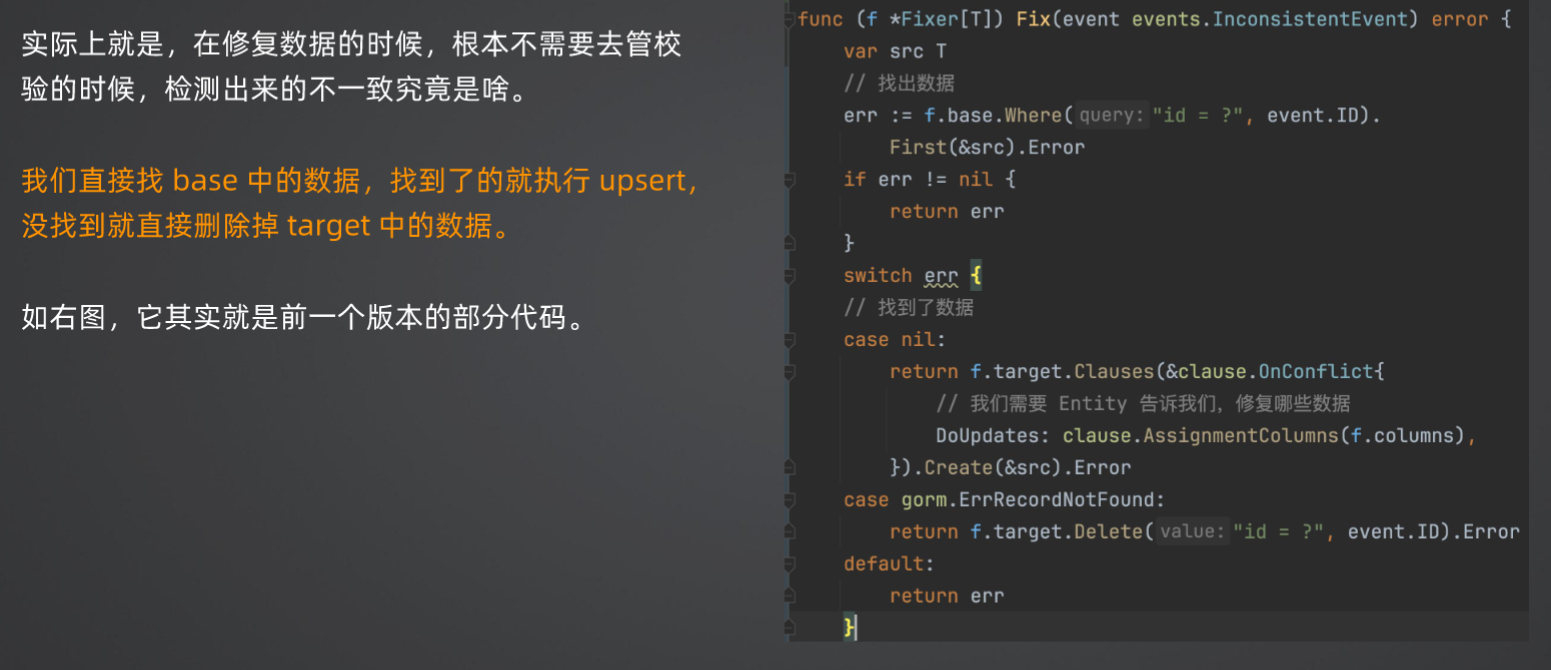 实际上就是，在修复数据的时候，根本不需要去管校
验的时候，检测出来的不一致究竟是啥。
我们直接找 base 中的数据，找到了的就执行 upsert，
没找到就直接删除掉 target 中的数据。
如右图，它其实就是前一个版本的部分代码。
func (f *Fixer[T]) Fix(event events.InconsistentEvent) error {
var src T
// 找出数据
err := f.base.Where( query: "id = ?", event.ID).
First(&src).Error
if err != nil {
return err
}
switch err {
// 找到了数据
case nil:
return f.target.Clauses(&clause.OnConflict{
// 我们需要 Entity 告诉我们，修复哪些数据
DoUpdates: clause.AssignmentColumns(f.columns),
}).Create(&src).Error
case gorm.ErrRecordNotFound:
return f.target.Delete( value: "id = ?", event.ID).Error
default:
return err
}